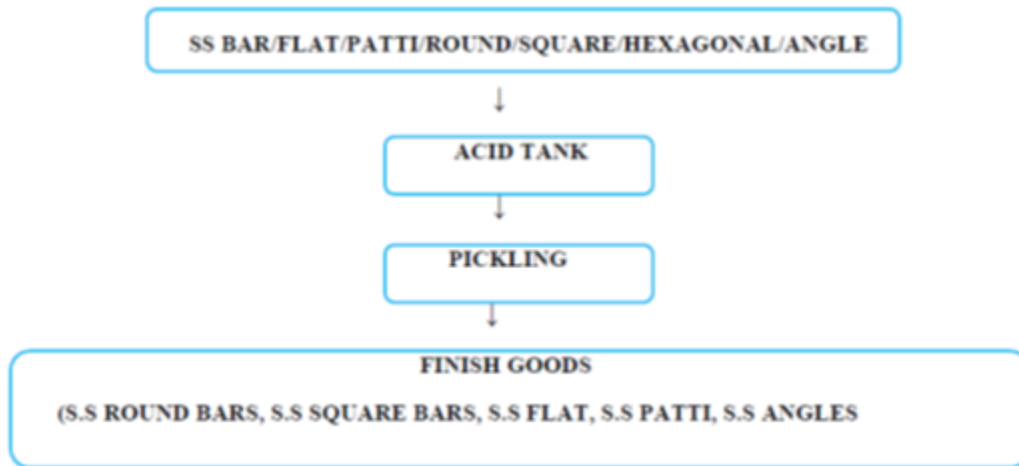 SS BAR/FLAT/PATTI/ROUND/SQUARE/HEXAGONAL/ANGLE
↓
ACID TANK
↓
PICKLING
↓
FINISH GOODS
(S.S ROUND BARS, S.S SQUARE BARS, S.S FLAT, S.S PATTI, S.S ANGLES